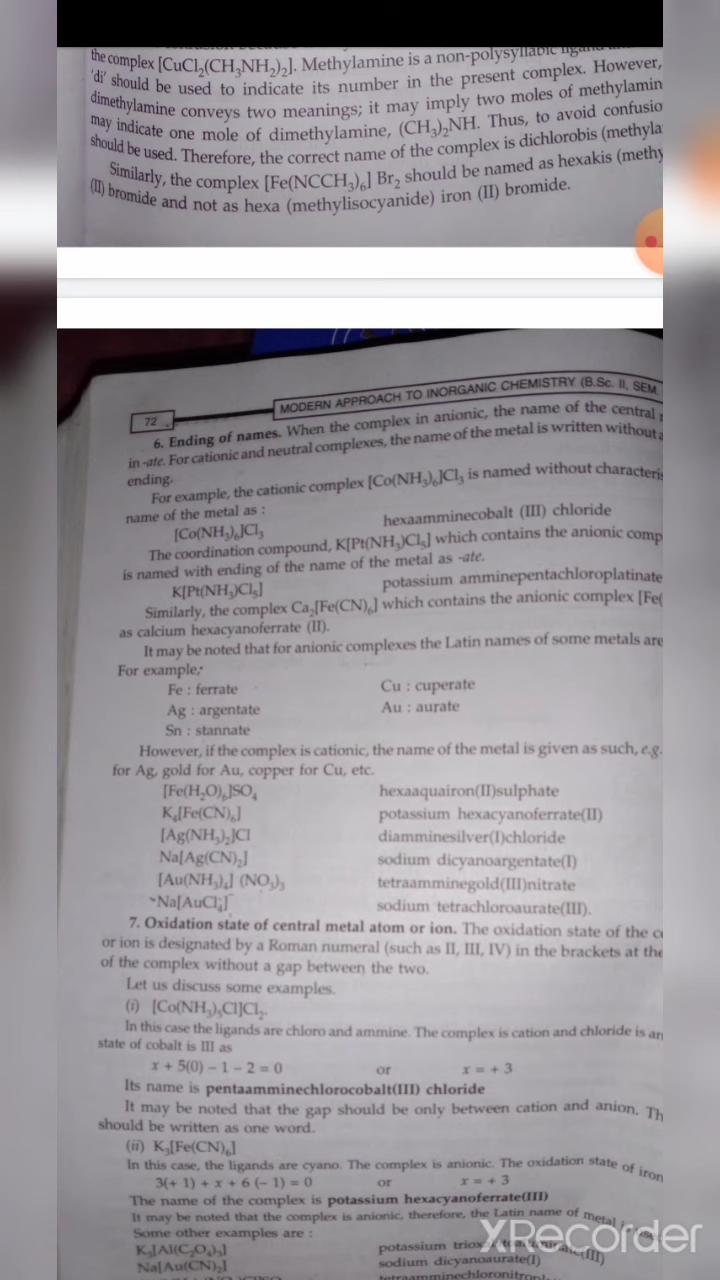 the complex [CuCl₂(CH₃NH₂)₂]. Methylamine is a non-polysyllabic
'di' should be used to indicate its number in the present complex. However,
dimethylamine conveys two meanings; it may imply two moles of methylamin
may indicate one mole of dimethylamine, (CH₃)₂NH. Thus, to avoid confusio
should be used. Therefore, the correct name of the complex is dichlorobis (methyla
Similarly, the complex [Fe(NCCH₃)₆] Br₂ should be named as hexakis (methy
(II) bromide and not as hexa (methylisocyanide) iron (II) bromide.
72
MODERN APPROACH TO INORGANIC CHEMISTRY (B.Sc. II, SEM
6. Ending of names. When the complex in anionic, the name of the central
in -ate. For cationic and neutral complexes, the name of the metal is written without
ending.
For example, the cationic complex [Co(NH₃)₆]Cl₃ is named without characteris
name of the metal as :
[Co(NH₃)₆]Cl₃ hexaamminecobalt (III) chloride
The coordination compound, K[Pt(NH₃)Cl₅] which contains the anionic comp
is named with ending of the name of the metal as -ate.
K[Pt(NH₃)Cl₅] potassium amminepentachloroplatinate
Similarly, the complex Ca₂[Fe(CN)₆] which contains the anionic complex [Fe(
as calcium hexacyanoferrate (II).
It may be noted that for anionic complexes the Latin names of some metals are
For example,
Fe : ferrate Cu : cuperate
Ag : argentate Au : aurate
Sn : stannate
However, if the complex is cationic, the name of the metal is given as such, e.g.
for Ag, gold for Au, copper for Cu, etc.
[Fe(H₂O)₆]SO₄ hexaaquairon(II)sulphate
K₄[Fe(CN)₆] potassium hexacyanoferrate(II)
[Ag(NH₃)₂]Cl diamminesilver(I)chloride
Na[Ag(CN)₂] sodium dicyanoargentate(I)
[Au(NH₃)₄] (NO₃)₃ tetraamminegold(III)nitrate
Na[AuCl₄] sodium tetrachloroaurate(III).
7. Oxidation state of central metal atom or ion. The oxidation state of the c
or ion is designated by a Roman numeral (such as II, III, IV) in the brackets at the
of the complex without a gap between the two.
Let us discuss some examples.
(i) [Co(NH₃)₅Cl]Cl₂.
In this case the ligands are chloro and ammine. The complex is cation and chloride is an
state of cobalt is III as
x + 5(0) – 1 – 2 = 0 or x = + 3
Its name is pentaamminechlorocobalt(III) chloride
It may be noted that the gap should be only between cation and anion. Th
should be written as one word.
(ii) K₃[Fe(CN)₆]
In this case, the ligands are cyano. The complex is anionic. The oxidation state of iron
3(+ 1) + x + 6 (– 1) = 0 or x = + 3
The name of the complex is potassium hexacyanoferrate(III)
It may be noted that the complex is anionic, therefore, the Latin name of metal
Some other examples are :
K₃[Al(C₂O₄)₃] potassium
Na[Au(CN)₂] sodium dicyanoaurate(I)
XRecorder